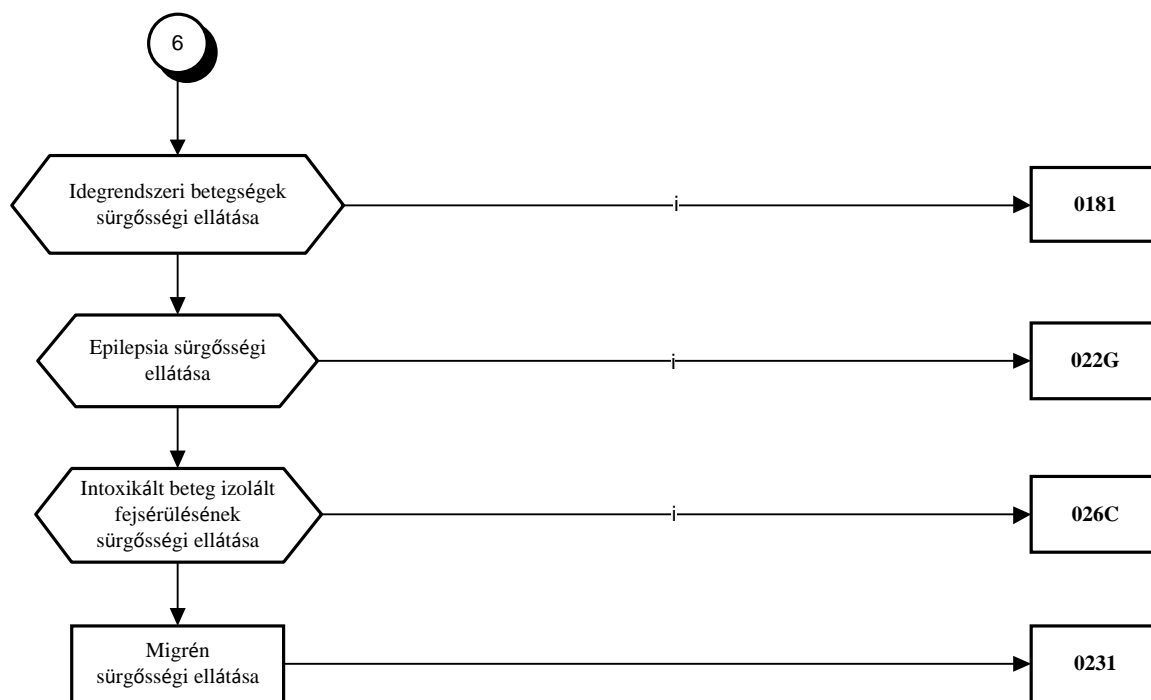 6
Idegrendszeri betegségek
sürgősségi ellátása
i
0181
Epilepsia sürgősségi
ellátása
i
022G
Intoxikált beteg izolált
fejsérülésének
sürgősségi ellátása
i
026C
Migrén
sürgősségi ellátása
0231